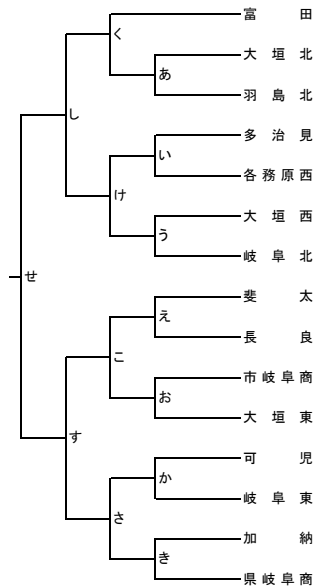 富田
く
大垣北
あ
羽島北
し
多治見
い
各務原西
け
大垣西
う
岐阜北
せ
斐太
え
長良
こ
市岐阜商
お
大垣東
す
可児
か
岐阜東
さ
加納
き
県岐阜商